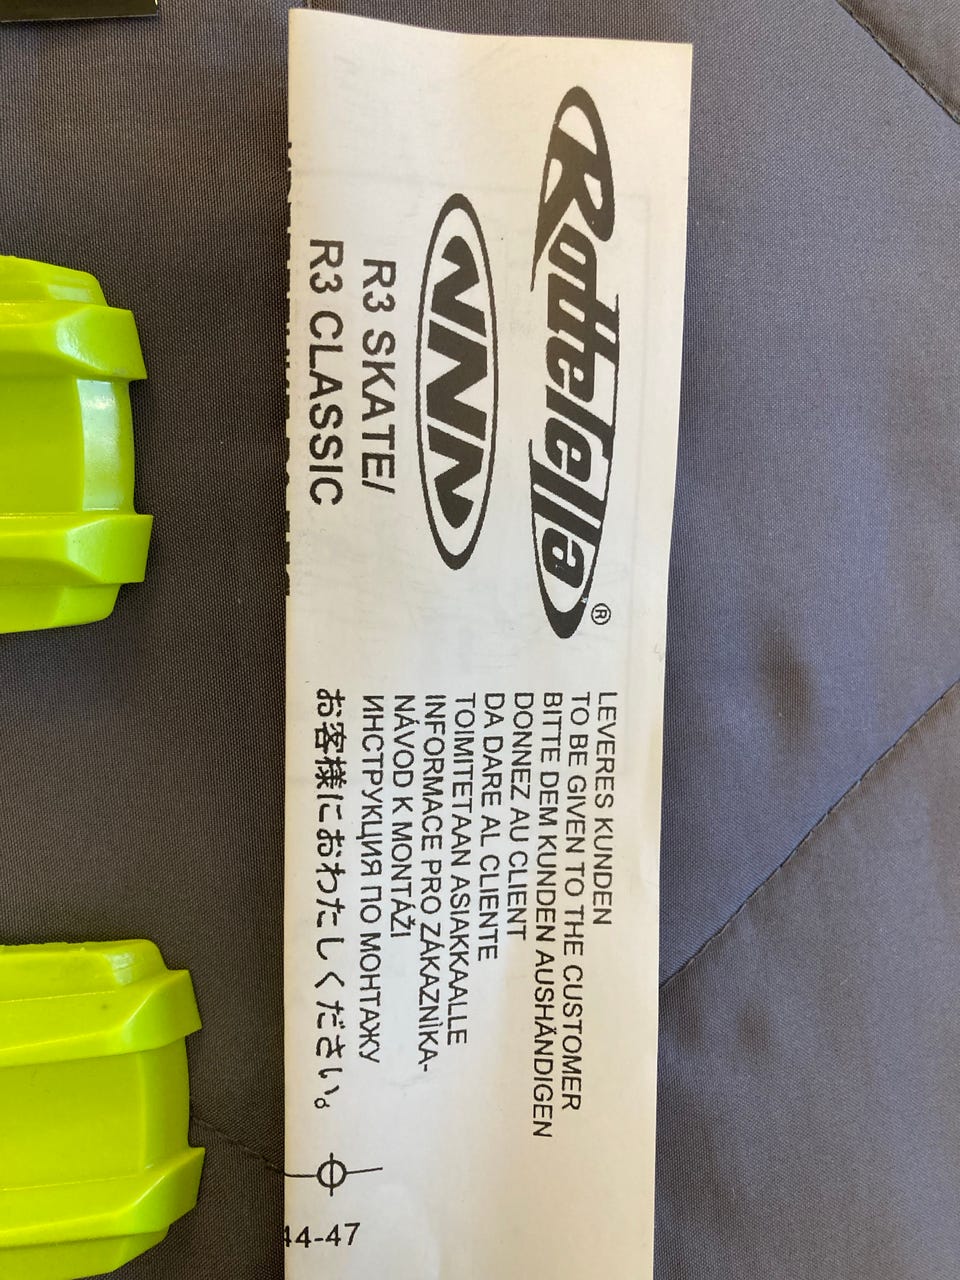 Rottefella®
NNN
R3 SKATE/
R3 CLASSIC
LEVERES KUNDEN
TO BE GIVEN TO THE CUSTOMER
BITTE DEM KUNDEN AUSHÄNDIGEN
DONNEZ AU CLIENT
DA DARE AL CLIENTE
TOIMITETAAN ASIAKKAALLE
INFORMACE PRO ZÁKAZNÌKA-
NÁVOD K MONTÁŽI
ИНСТРУКЦИЯ ПО МОНТАЖУ
お客様におわたしください。
44-47